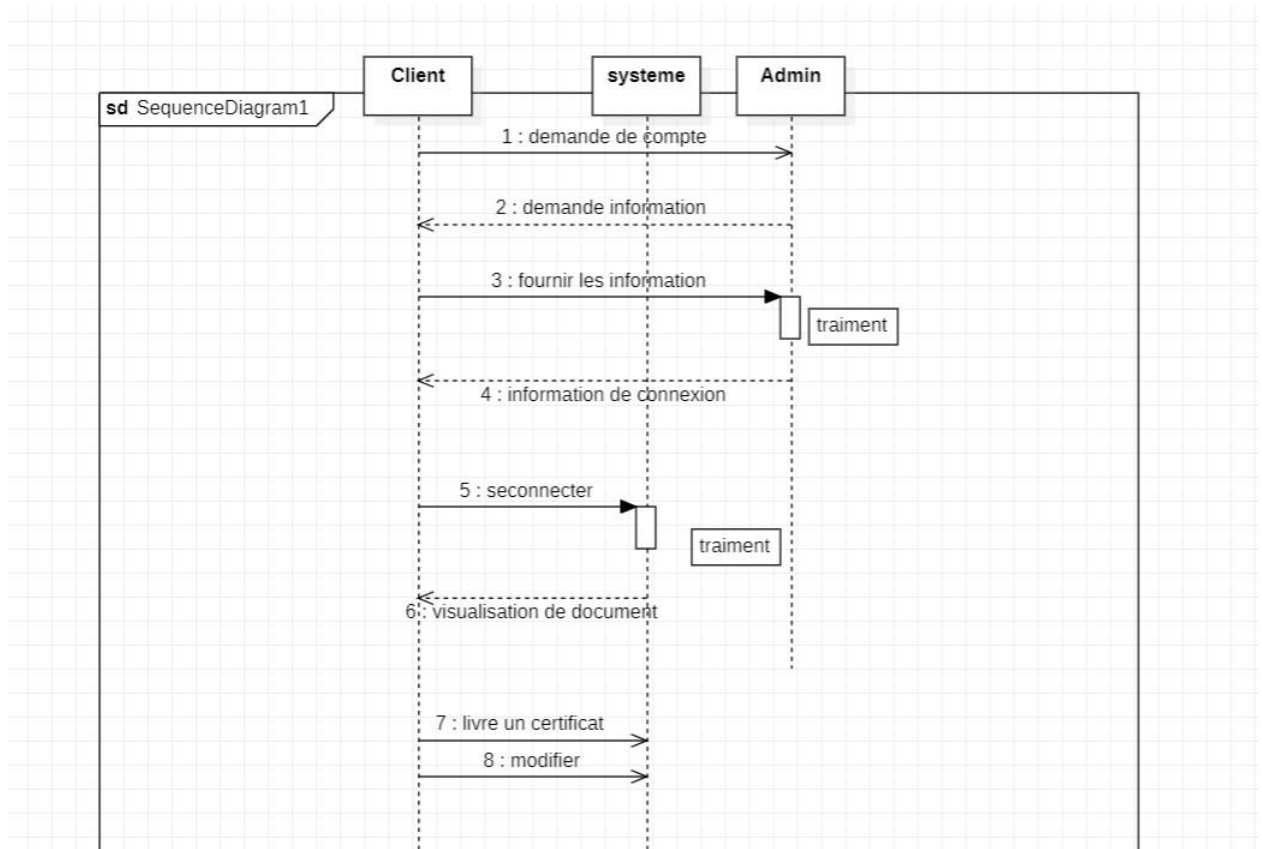 Client
systeme
Admin
sd SequenceDiagram1
1 : demande de compte
2 : demande information
3 : fournir les information
traiment
4 : information de connexion
5 : seconnecter
traiment
6 : visualisation de document
7 : livre un certificat
8 : modifier